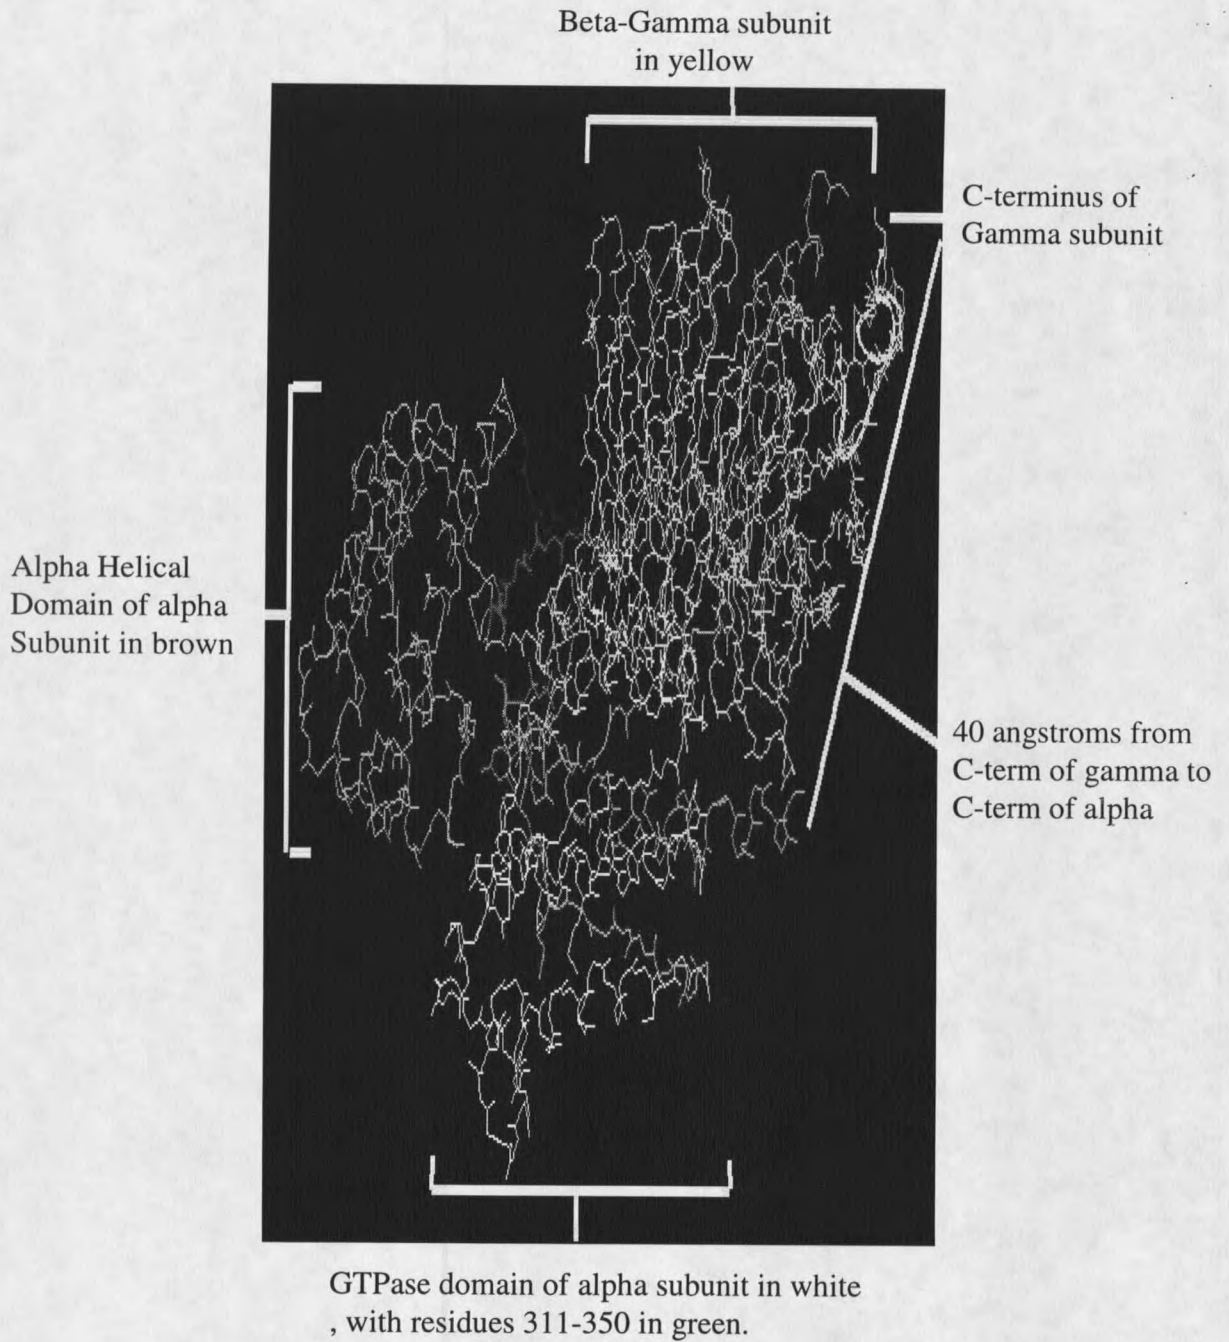 Beta-Gamma subunit
in yellow
C-terminus of
Gamma subunit
Alpha Helical
Domain of alpha
Subunit in brown
40 angstroms from
C-term of gamma to
C-term of alpha
GTPase domain of alpha subunit in white
, with residues 311-350 in green.